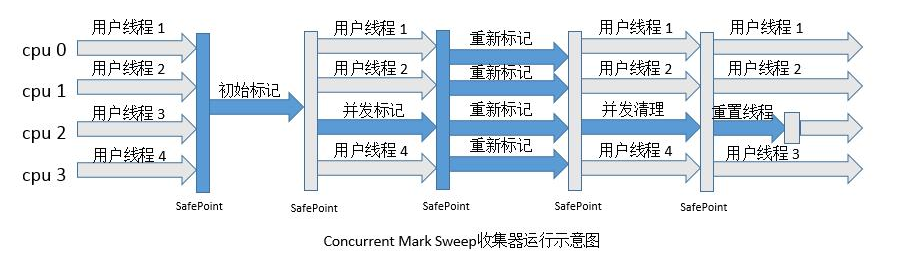 用户线程 1
用户线程 1
重新标记
用户线程 1
用户线程 1
cpu 0
用户线程 2
初始标记
用户线程 2
重新标记
用户线程 2
用户线程 2
cpu 1
用户线程 3
并发标记
重新标记
并发清理
重置线程
cpu 2
用户线程 4
用户线程 4
重新标记
用户线程 4
用户线程 3
cpu 3
SafePoint
SafePoint
SafePoint
SafePoint
SafePoint
Concurrent Mark Sweep收集器运行示意图